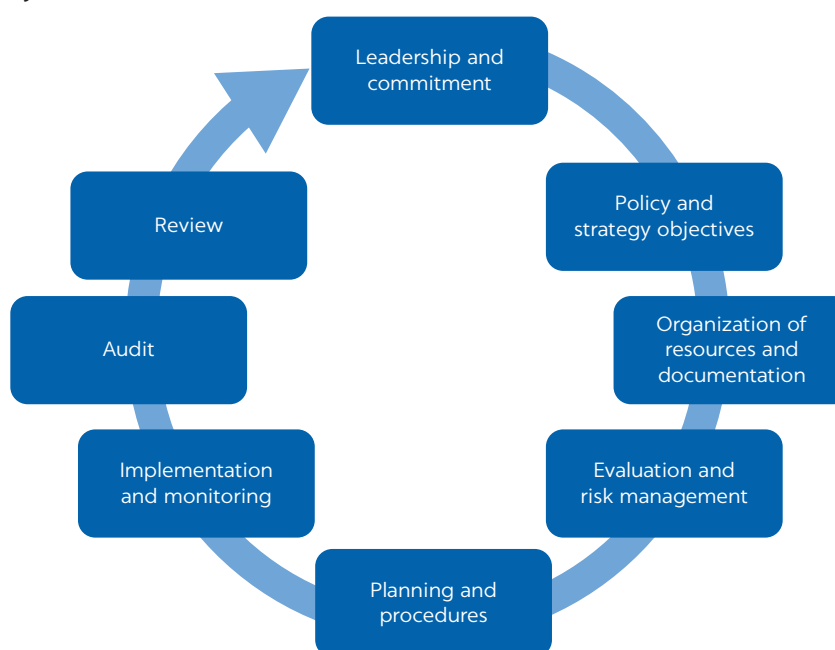 Leadership and
commitment
Policy and
strategy objectives
Organization of
resources and
documentation
Evaluation and
risk management
Planning and
procedures
Implementation
and monitoring
Audit
Review